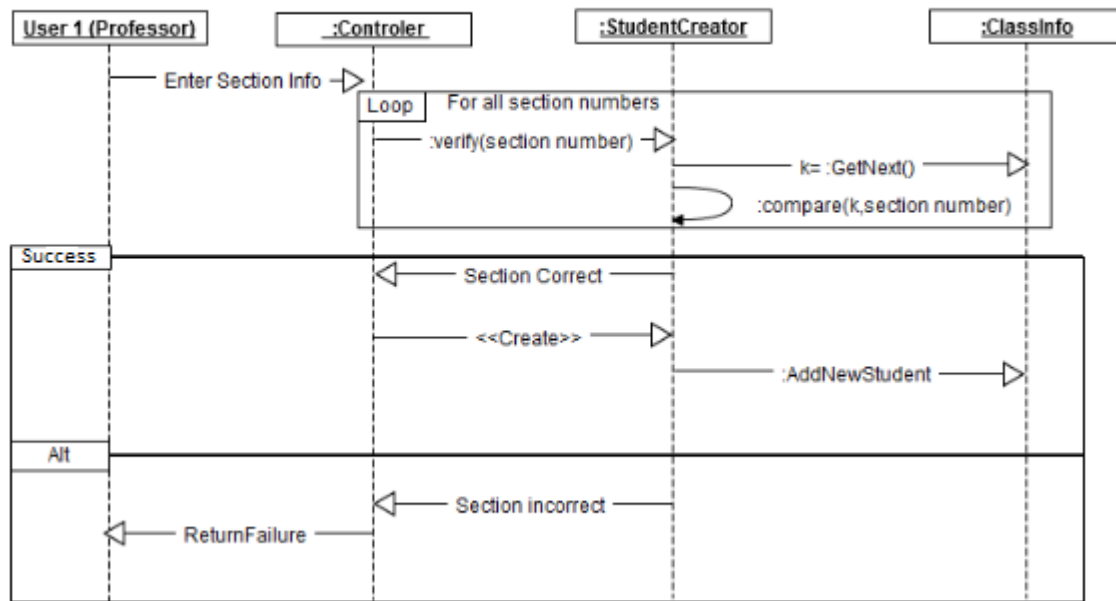 User 1 (Professor)
:Controler
:StudentCreator
:ClassInfo
Enter Section Info
Loop
For all section numbers
:verify(section number)
k= :GetNext()
:compare(k,section number)
Success
Section Correct
<<Create>>
:AddNewStudent
Alt
Section incorrect
ReturnFailure